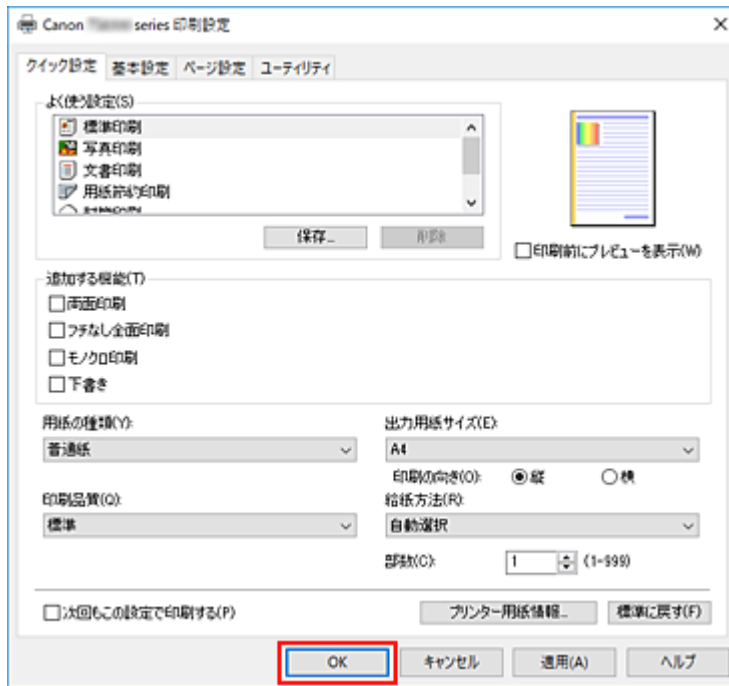 Canon series 印刷設定
クイック設定 基本設定 ページ設定 ユーティリティ
よく使う設定(S)
標準印刷
写真印刷
文書印刷
用紙節約印刷
保存... 削除
印刷前にプレビューを表示(W)
追加する機能(T)
両面印刷
フチなし全面印刷
モノクロ印刷
下書き
用紙の種類(Y):
普通紙
出力用紙サイズ(E):
A4
印刷の向き(O): 縦 横
印刷品質(Q):
標準
給紙方法(R):
自動選択
部数(C): 1 (1-999)
次回もこの設定で印刷する(P)
プリンター用紙情報... 標準に戻す(F)
OK キャンセル 適用(A) ヘルプ